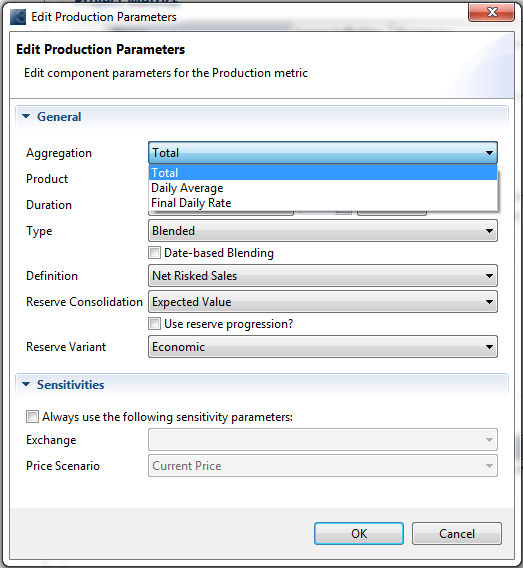 Edit Production Parameters
Edit Production Parameters
Edit component parameters for the Production metric
General
Aggregation Total
Total
Product
Daily Average
Duration Final Daily Rate
Type Blended
Date-based Blending
Definition Net Risked Sales
Reserve Consolidation Expected Value
Use reserve progression?
Reserve Variant Economic
Sensitivities
Always use the following sensitivity parameters:
Exchange
Price Scenario Current Price
OK Cancel